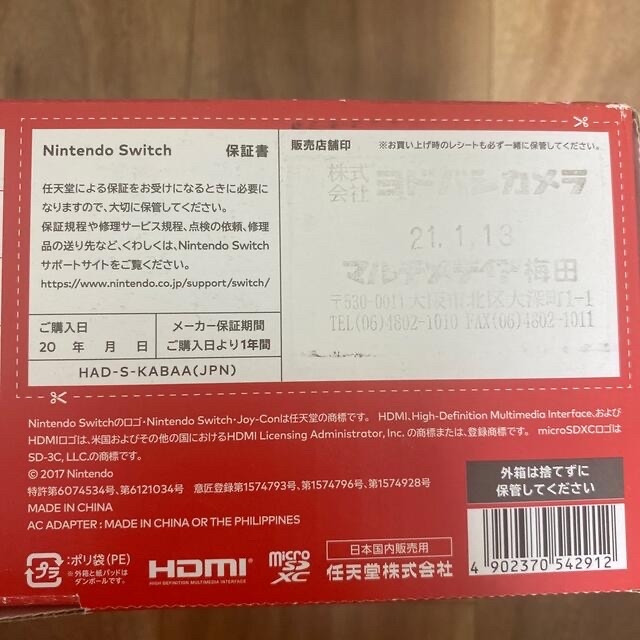 Nintendo Switch 保証書
任天堂による保証をお受けになるときに必要に
なりますので、大切に保管してください。
保証規程や修理サービス規程、点検の依頼、修理
品の送り先など、くわしくは、Nintendo Switch
サポートサイトをご覧ください。
https://www.nintendo.co.jp/support/switch/
ご購入日
20 年 月 日
メーカー保証期間
ご購入日より1年間
HAD-S-KABAA(JPN)
販売店舗印 ※お買い上げ時のレシートも必ず一緒に保管してください。
株式会社 ヨドバシカメラ
21. 1. 13
マルチメディア梅田
〒530-0011 大阪市北区大深町1-1
TEL(06)4802-1010 FAX(06)4802-1011
Nintendo Switchのロゴ・Nintendo Switch・Joy-Conは任天堂の商標です。 HDMI、High-Definition Multimedia Interface、および
HDMIロゴは、米国およびその他の国におけるHDMI Licensing Administrator, Inc. の商標または、登録商標です。 microSDXCロゴは
SD-3C, LLC.の商標です。
© 2017 Nintendo
特許第6074534号、第6121034号 意匠登録第1574793号、第1574796号、第1574928号
MADE IN CHINA
AC ADAPTER : MADE IN CHINA OR THE PHILIPPINES
外箱は捨てずに
保管してください
プラ
:ポリ袋(PE)
※外箱と紙パッドは
ダンボールです。
HDMI
HIGH DEFINITION MULTIMEDIA INTERFACE
micro
SD
XC
日本国内販売用
任天堂株式会社
4 902370 542912